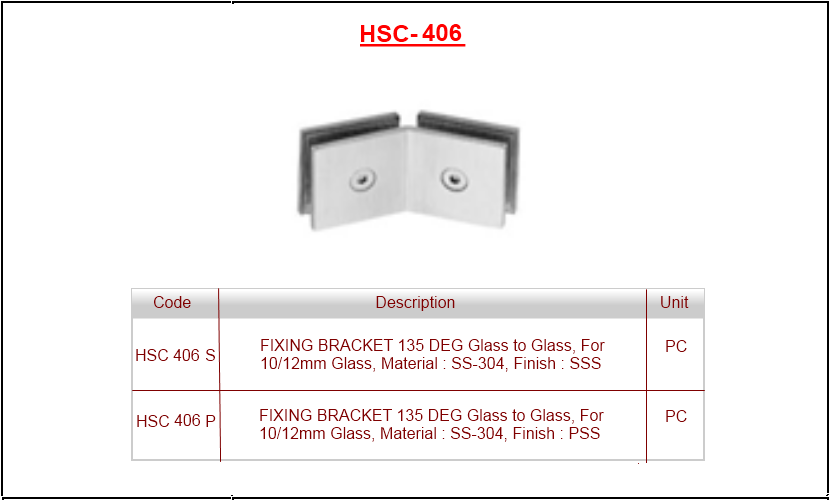 HSC- 406
Code Description Unit
HSC 406 S FIXING BRACKET 135 DEG Glass to Glass, For PC
10/12mm Glass, Material : SS-304, Finish : SSS
HSC 406 P FIXING BRACKET 135 DEG Glass to Glass, For PC
10/12mm Glass, Material : SS-304, Finish : PSS